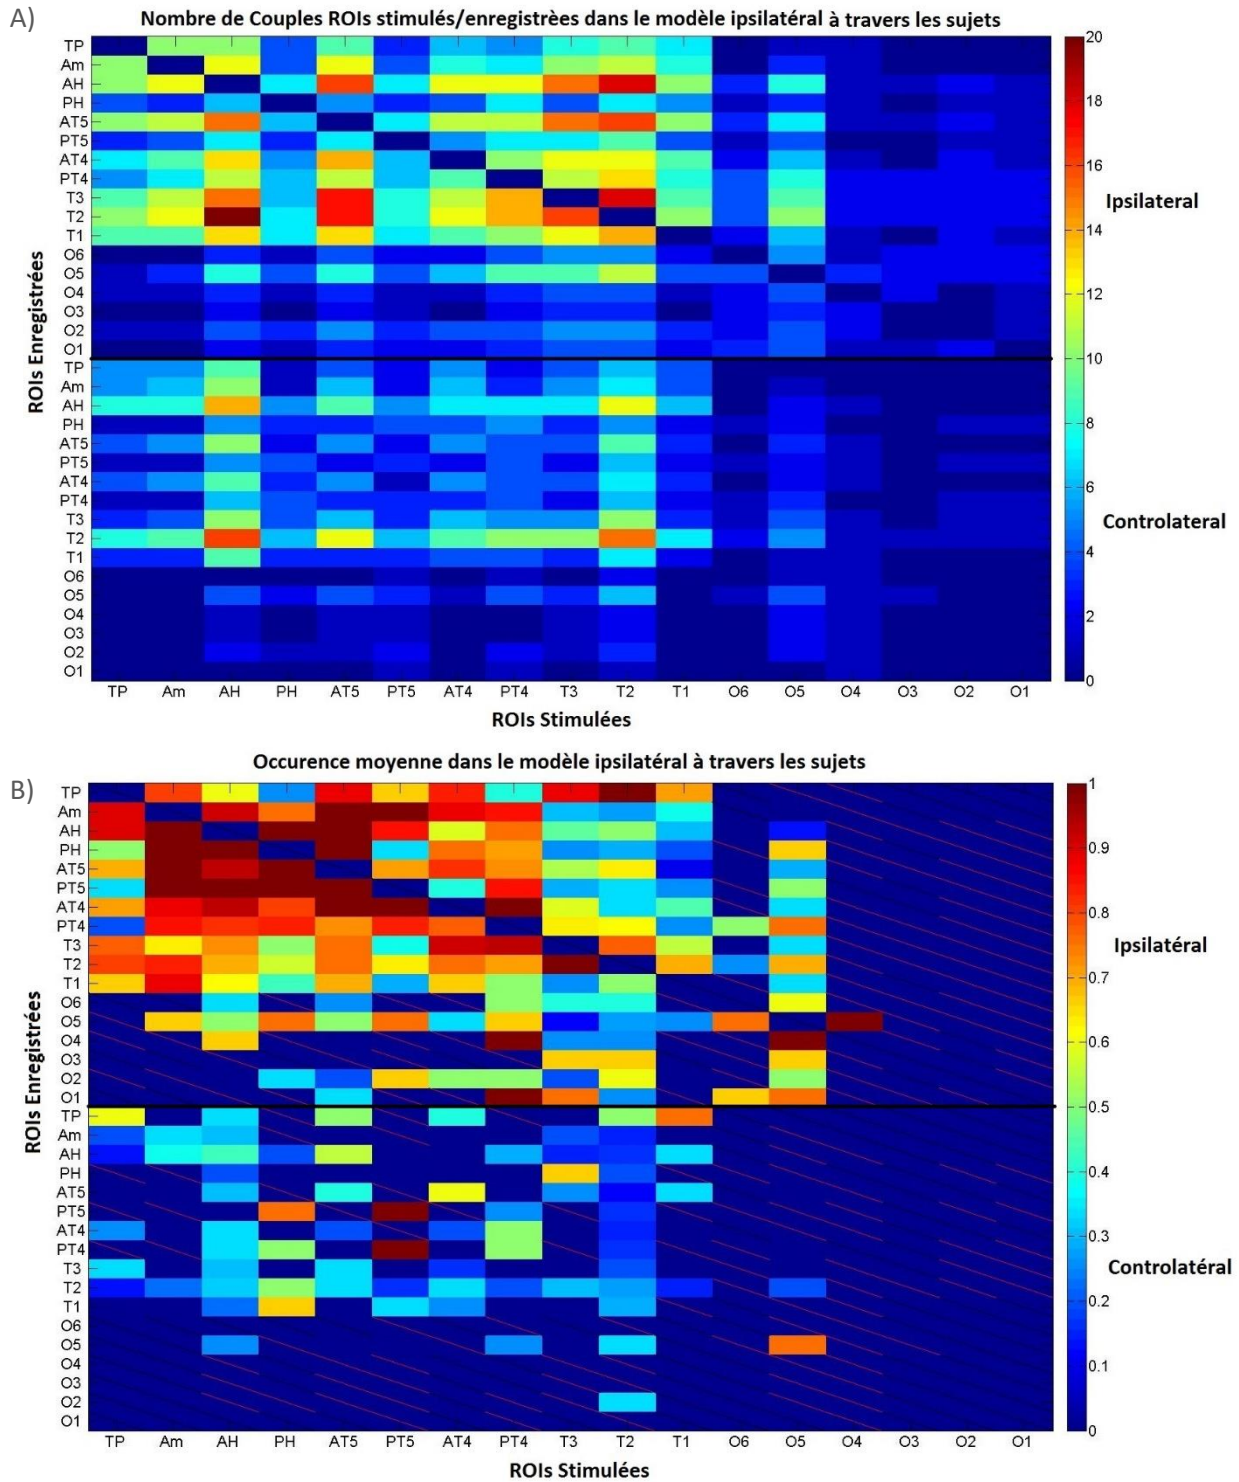 A)
Nombre de Couples ROIs stimulés/enregistrèes dans le modèle ipsilatéral à travers les sujets
TP
Am
AH
PH
AT5
PT5
AT4
PT4
T3
T2
T1
O6
O5
O4
O3
O2
O1
TP
Am
AH
PH
AT5
PT5
AT4
PT4
T3
T2
T1
O6
O5
O4
O3
O2
O1
ROIs Enregistrées
TP Am AH PH AT5 PT5 AT4 PT4 T3 T2 T1 O6 O5 O4 O3 O2 O1
ROIs Stimulées
20
18
16
14
12
10
8
6
4
2
0
Ipsilateral
Controlateral
B)
Occurence moyenne dans le modèle ipsilatéral à travers les sujets
TP
Am
AH
PH
AT5
PT5
AT4
PT4
T3
T2
T1
O6
O5
O4
O3
O2
O1
TP
Am
AH
PH
AT5
PT5
AT4
PT4
T3
T2
T1
O6
O5
O4
O3
O2
O1
ROIs Enregistrées
TP Am AH PH AT5 PT5 AT4 PT4 T3 T2 T1 O6 O5 O4 O3 O2 O1
ROIs Stimulées
1
0.9
0.8
0.7
0.6
0.5
0.4
0.3
0.2
0.1
0
Ipsilatéral
Controlatéral